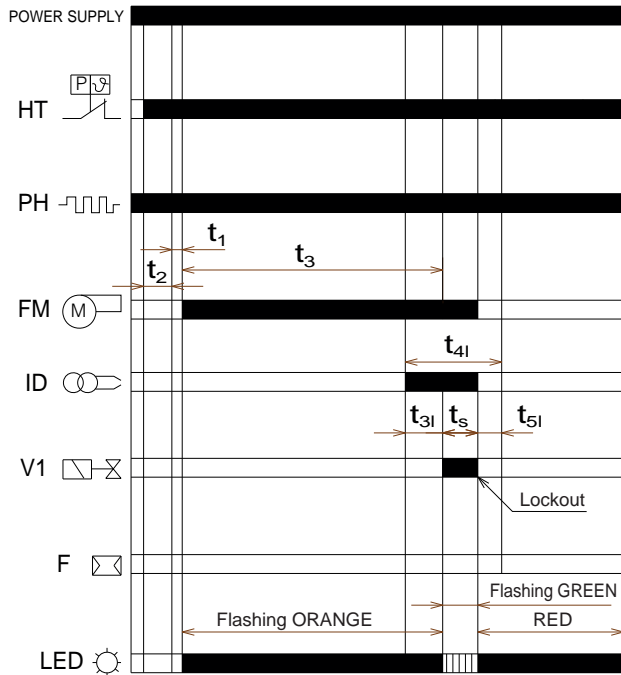 POWER SUPPLY
P ϑ
HT
PH
t1
t2
t3
FM M
t4l
ID
t3l ts t5l
V1
Lockout
F
Flashing GREEN
Flashing ORANGE RED
LED